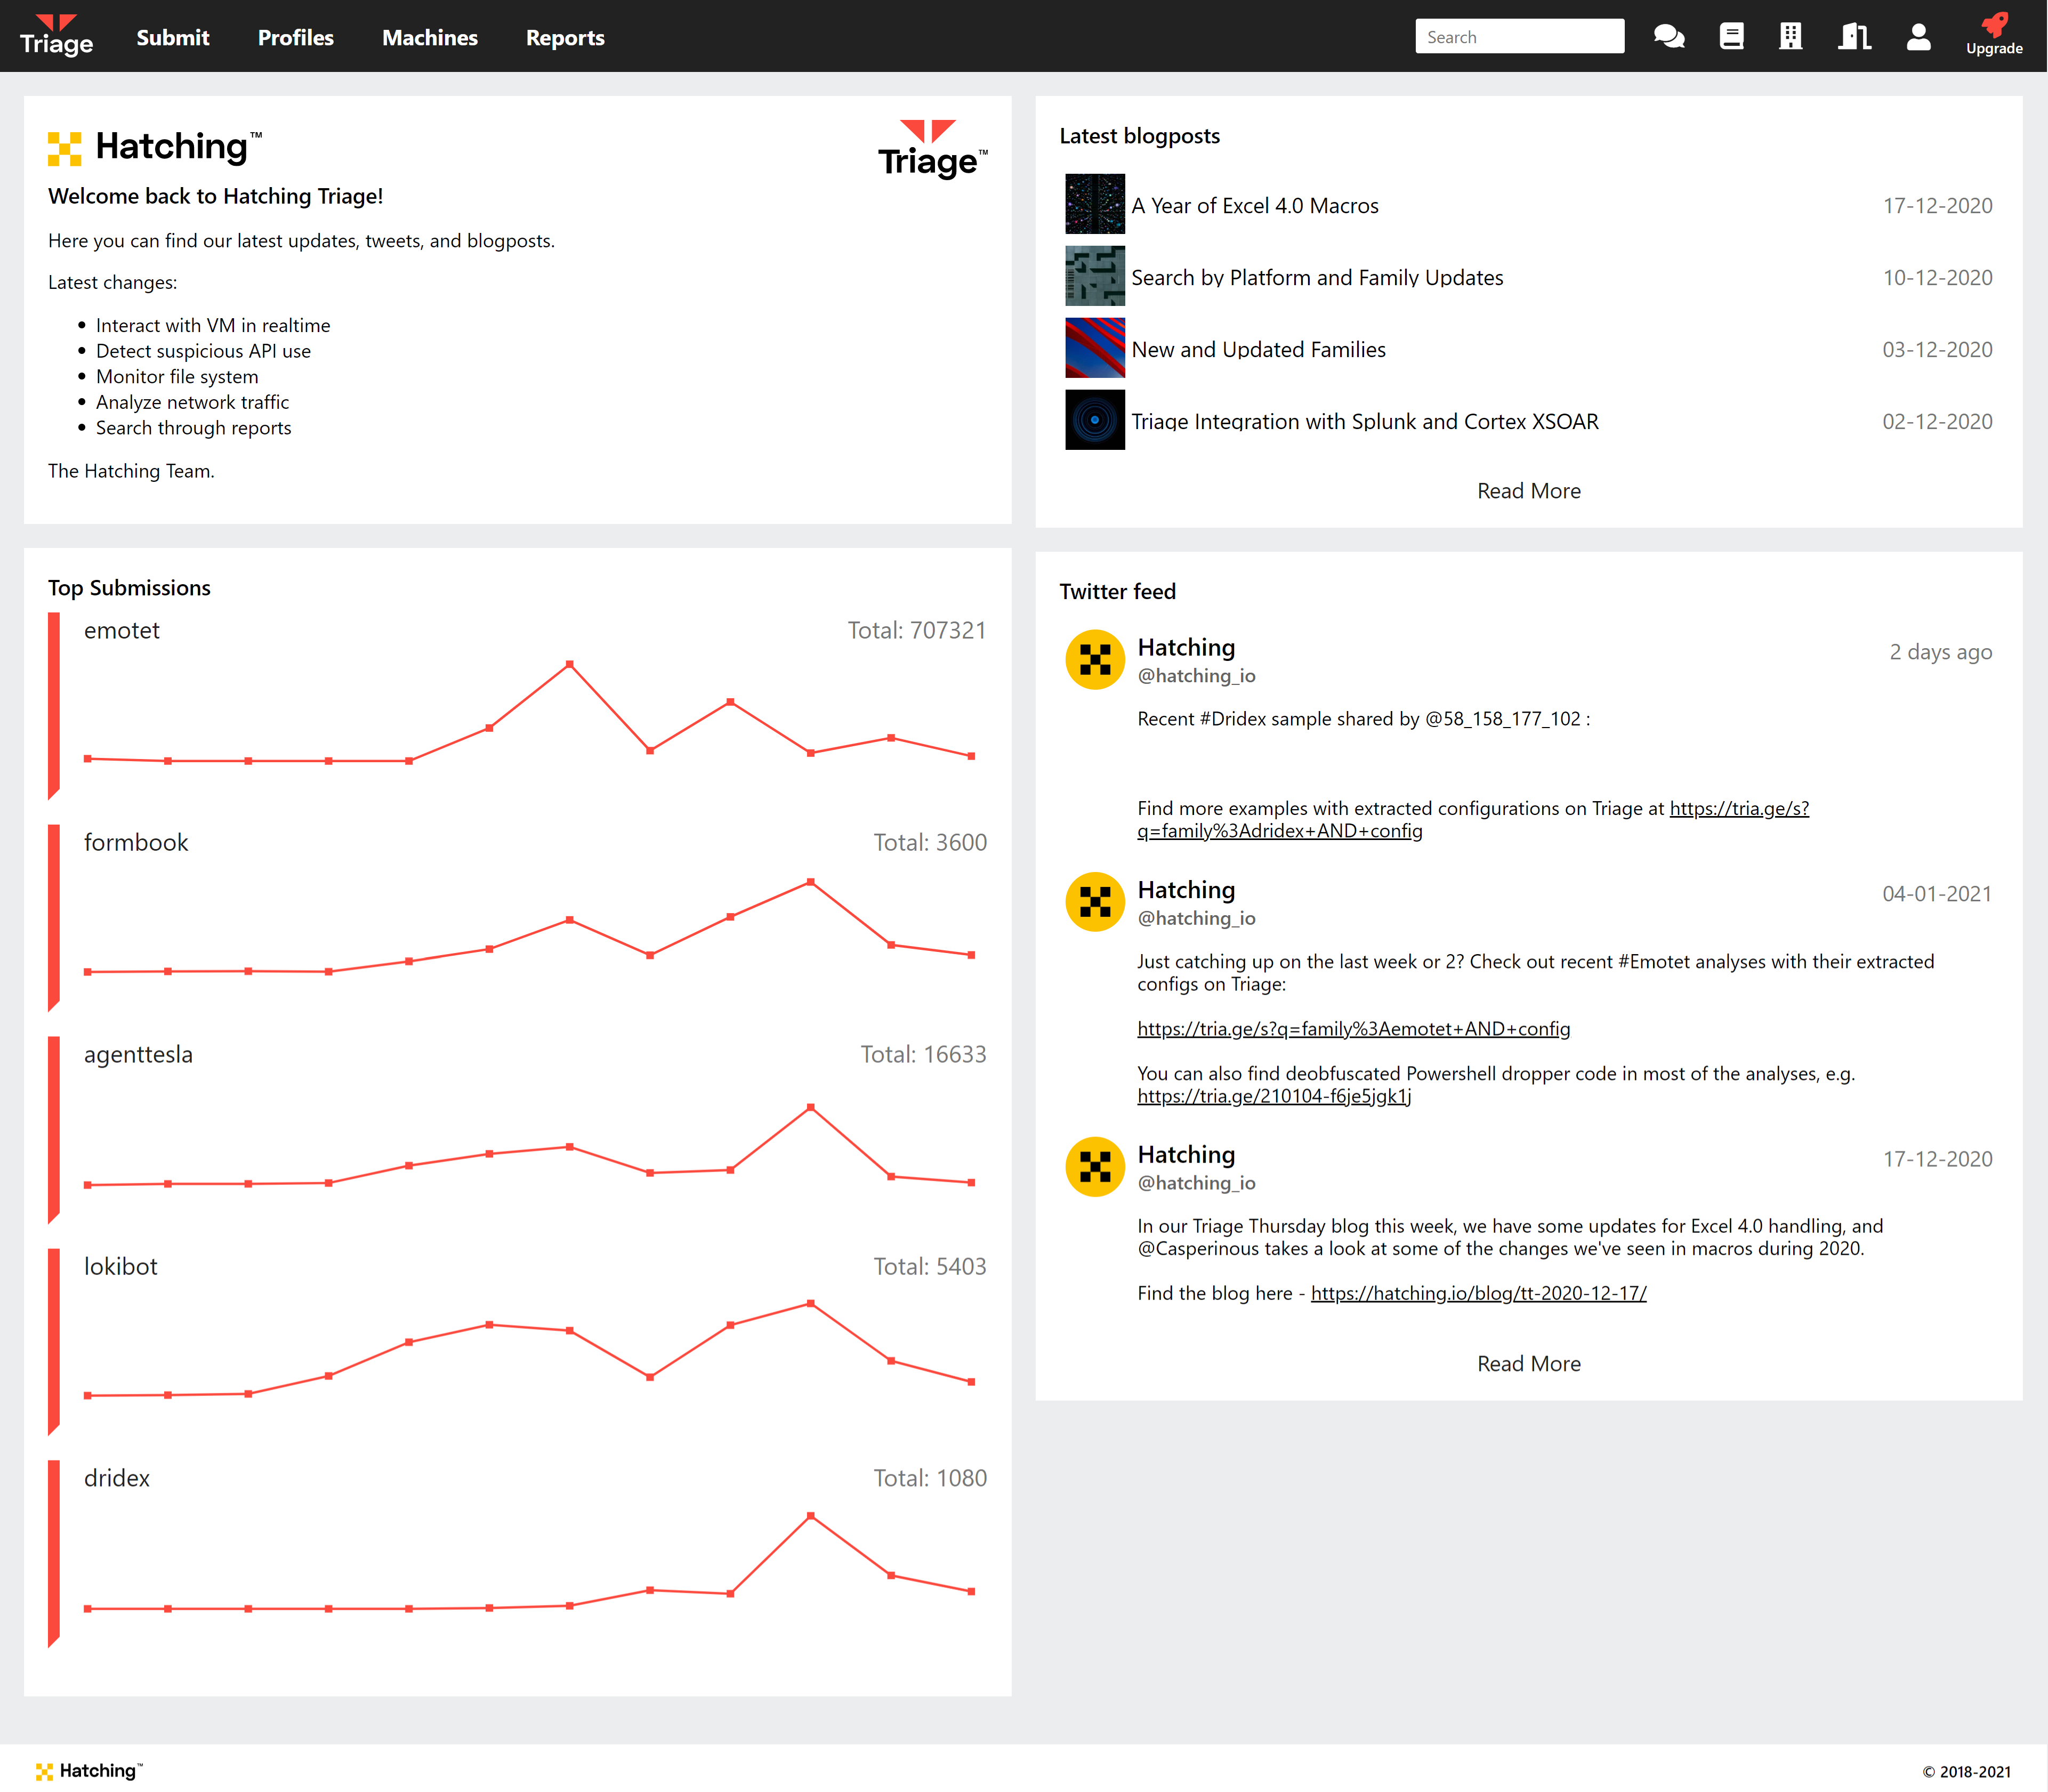 Triage
Submit
Profiles
Machines
Reports
Search
Upgrade
Hatching™
Triage™
Welcome back to Hatching Triage!
Here you can find our latest updates, tweets, and blogposts.
Latest changes:
Interact with VM in realtime
Detect suspicious API use
Monitor file system
Analyze network traffic
Search through reports
The Hatching Team.
Latest blogposts
A Year of Excel 4.0 Macros
17-12-2020
Search by Platform and Family Updates
10-12-2020
New and Updated Families
03-12-2020
Triage Integration with Splunk and Cortex XSOAR
02-12-2020
Read More
Top Submissions
emotet
Total: 707321
formbook
Total: 3600
agenttesla
Total: 16633
lokibot
Total: 5403
dridex
Total: 1080
Twitter feed
Hatching
2 days ago
@hatching_io
Recent #Dridex sample shared by @58_158_177_102 :
Find more examples with extracted configurations on Triage at https://tria.ge/s?
q=family%3Adridex+AND+config
Hatching
04-01-2021
@hatching_io
Just catching up on the last week or 2? Check out recent #Emotet analyses with their extracted
configs on Triage:
https://tria.ge/s?q=family%3Aemotet+AND+config
You can also find deobfuscated Powershell dropper code in most of the analyses, e.g.
https://tria.ge/210104-f6je5jgk1j
Hatching
17-12-2020
@hatching_io
In our Triage Thursday blog this week, we have some updates for Excel 4.0 handling, and
@Casperinous takes a look at some of the changes we've seen in macros during 2020.
Find the blog here - https://hatching.io/blog/tt-2020-12-17/
Read More
Hatching™
© 2018-2021